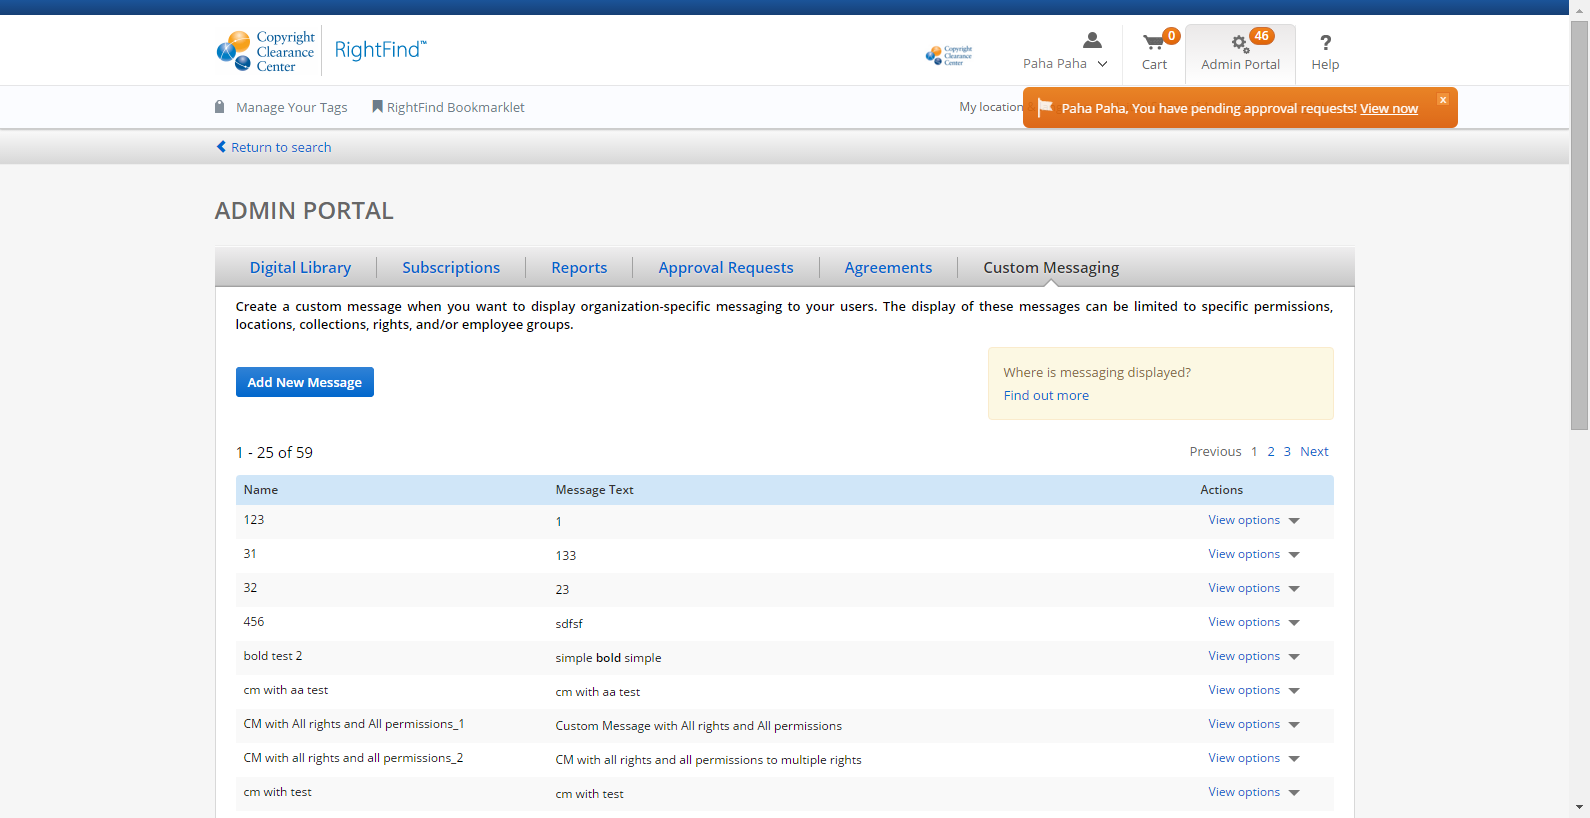 Copyright
Clearance
Center
RightFind™
Copyright
Clearance
Center
Paha Paha
0
Cart
46
Admin Portal
?
Help
Manage Your Tags
RightFind Bookmarklet
My location
Paha Paha, You have pending approval requests! View now
x
Return to search
ADMIN PORTAL
Digital Library
Subscriptions
Reports
Approval Requests
Agreements
Custom Messaging
Create a custom message when you want to display organization-specific messaging to your users. The display of these messages can be limited to specific permissions,
locations, collections, rights, and/or employee groups.
Add New Message
Where is messaging displayed?
Find out more
1 - 25 of 59
Previous 1 2 3 Next
Name Message Text Actions
123 1 View options
31 133 View options
32 23 View options
456 sdfsf View options
bold test 2 simple bold simple View options
cm with aa test cm with aa test View options
CM with All rights and All permissions_1 Custom Message with All rights and All permissions View options
CM with all rights and all permissions_2 CM with all rights and all permissions to multiple rights View options
cm with test cm with test View options